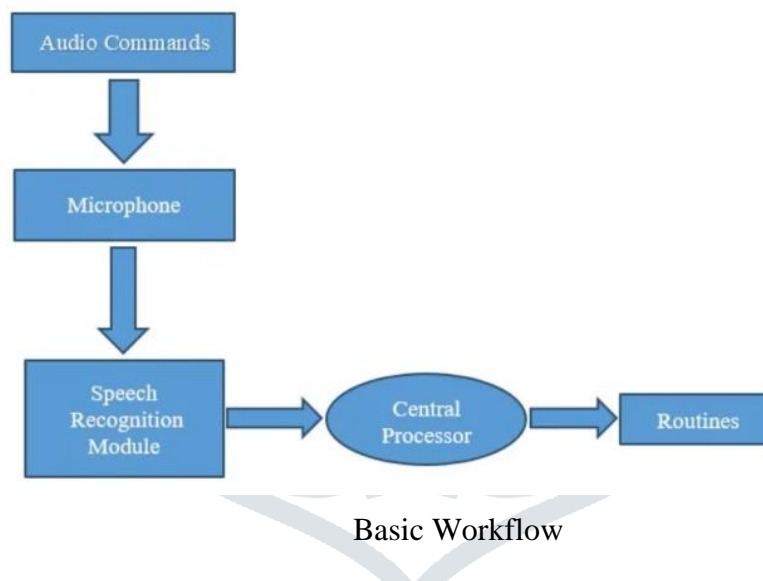 Audio Commands
Microphone
Speech
Recognition
Module
Central
Processor
Routines
Basic Workflow